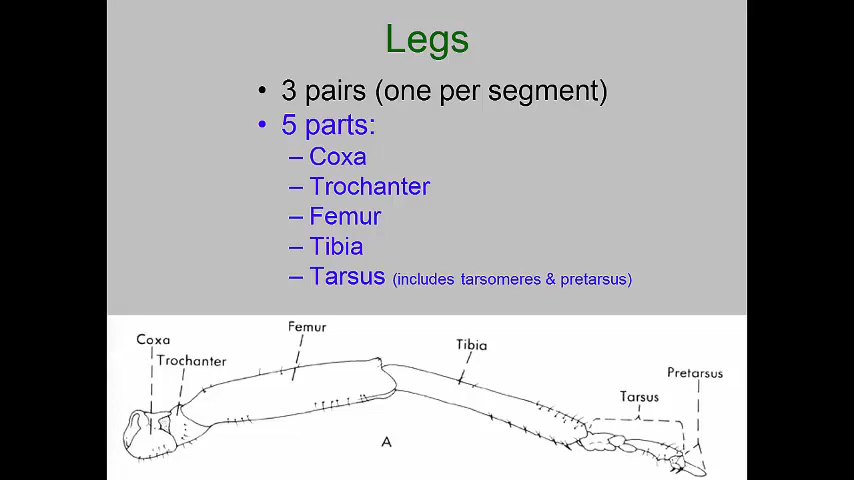 Legs
• 3 pairs (one per segment)
• 5 parts:
– Coxa
– Trochanter
– Femur
– Tibia
– Tarsus (includes tarsomeres & pretarsus)
Femur
Coxa
Trochanter
Tibia
Pretarsus
Tarsus
A